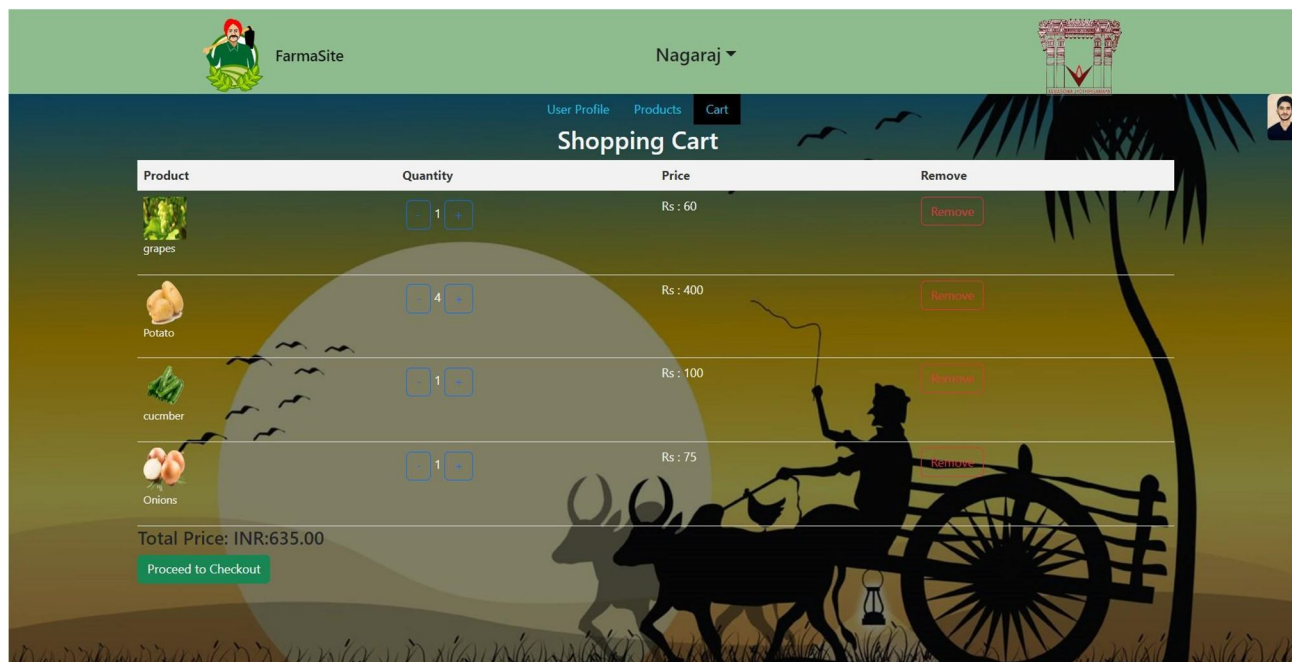 FarmaSite
Nagaraj
User Profile Products Cart
Shopping Cart
Product Quantity Price Remove
- 1 + Rs : 60 Remove
grapes
- 4 + Rs : 400 Remove
Potato
- 1 + Rs : 100 Remove
cucmber
- 1 + Rs : 75 Remove
Onions
Total Price: INR:635.00
Proceed to Checkout